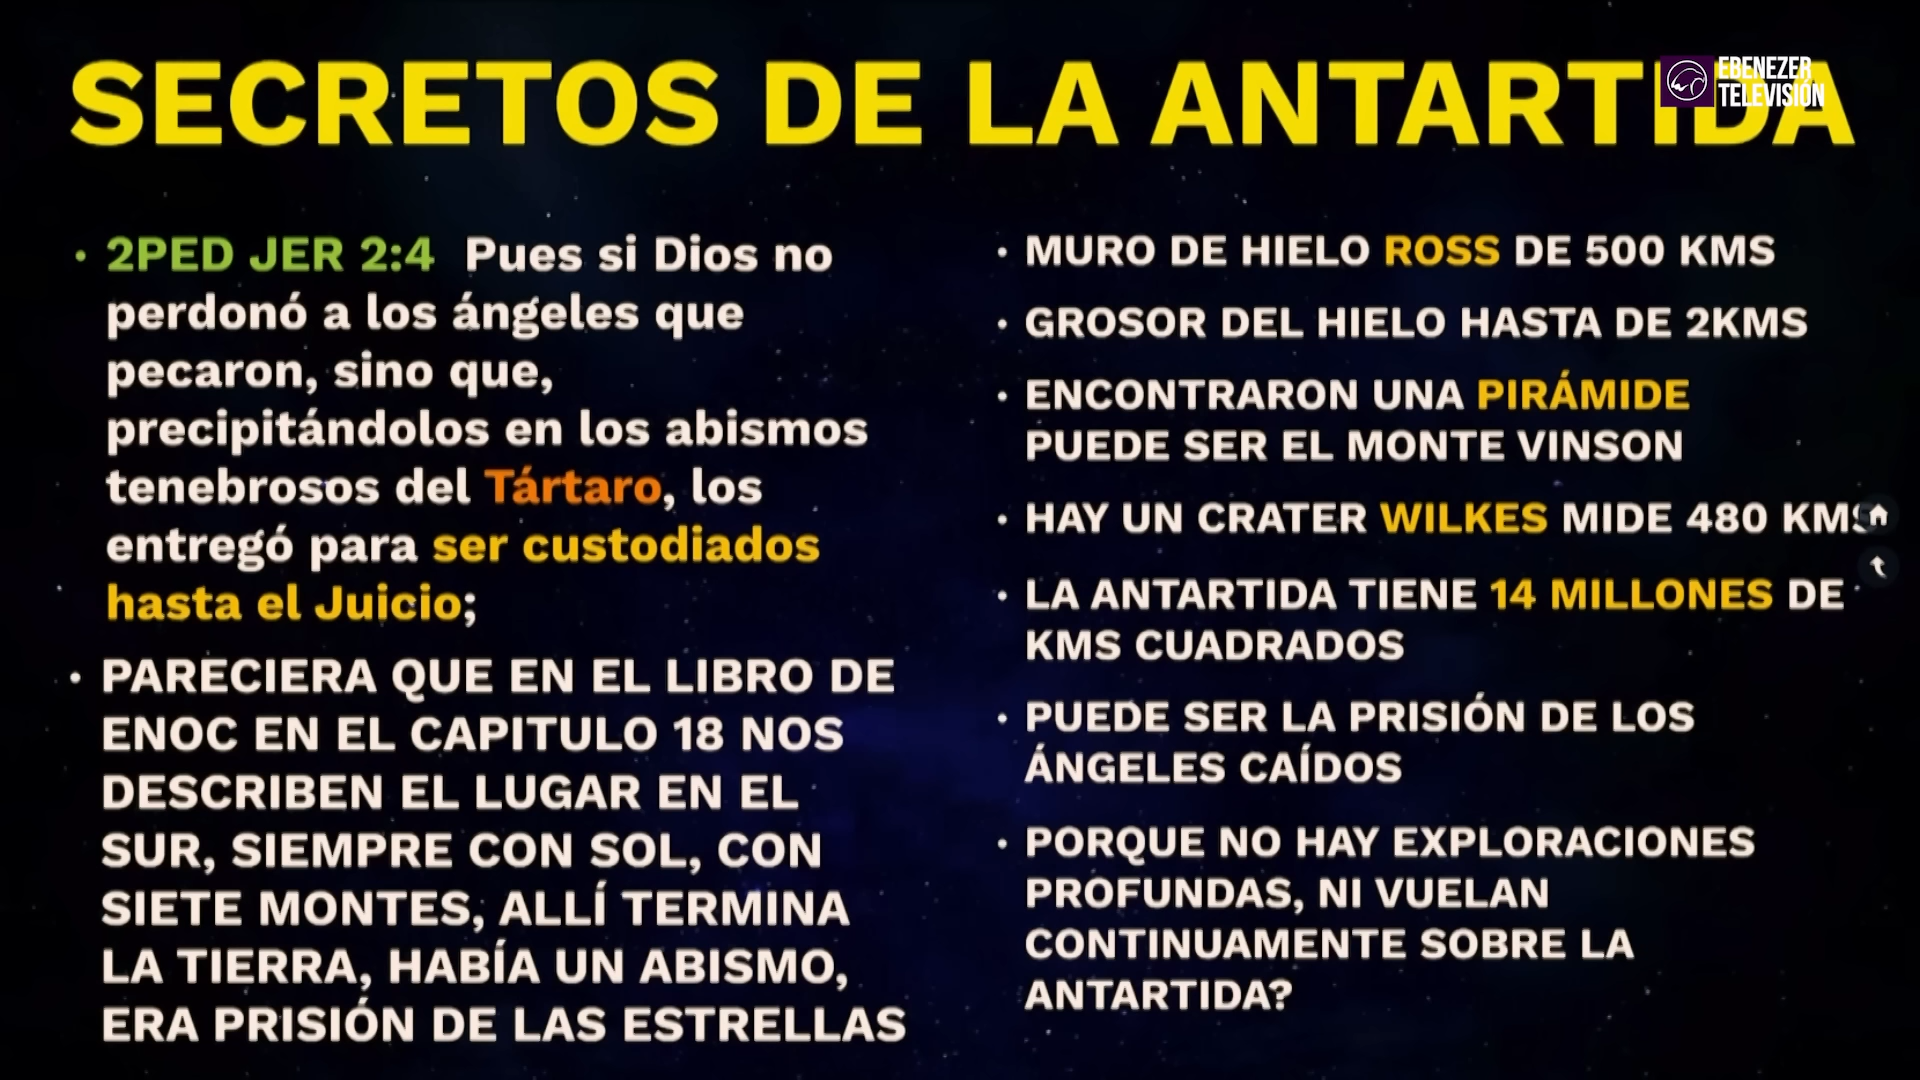 SECRETOS DE LA ANTARTIDA
EBENEZER
TELEVISIÓN
• 2PED JER 2:4 Pues si Dios no
perdonó a los ángeles que
pecaron, sino que,
precipitándolos en los abismos
tenebrosos del Tártaro, los
entregó para ser custodiados
hasta el Juicio;
• PARECIERA QUE EN EL LIBRO DE
ENOC EN EL CAPITULO 18 NOS
DESCRIBEN EL LUGAR EN EL
SUR, SIEMPRE CON SOL, CON
SIETE MONTES, ALLÍ TERMINA
LA TIERRA, HABÍA UN ABISMO,
ERA PRISIÓN DE LAS ESTRELLAS
• MURO DE HIELO ROSS DE 500 KMS
• GROSOR DEL HIELO HASTA DE 2KMS
• ENCONTRARON UNA PIRÁMIDE
PUEDE SER EL MONTE VINSON
• HAY UN CRATER WILKES MIDE 480 KMS
• LA ANTARTIDA TIENE 14 MILLONES DE
KMS CUADRADOS
• PUEDE SER LA PRISIÓN DE LOS
ÁNGELES CAÍDOS
• PORQUE NO HAY EXPLORACIONES
PROFUNDAS, NI VUELAN
CONTINUAMENTE SOBRE LA
ANTARTIDA?